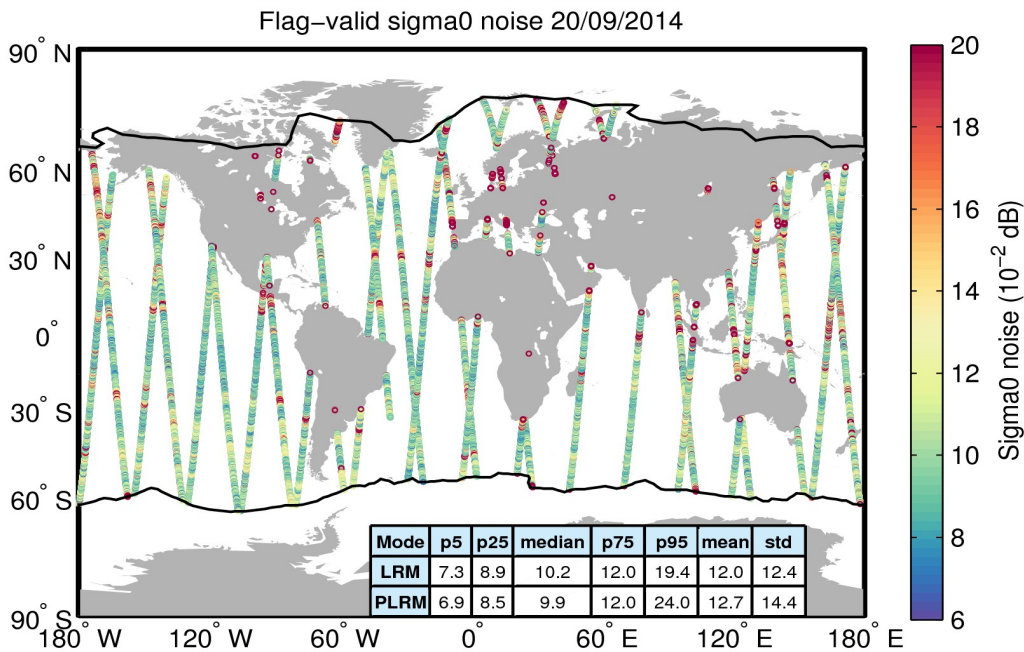 Flag−valid sigma0 noise 20/09/2014
90° N
60° N
30° N
0°
30° S
60° S
90° S
180° W
120° W
60° W
0°
60° E
120° E
180° E
Mode p5 p25 median p75 p95 mean std
LRM 7.3 8.9 10.2 12.0 19.4 12.0 12.4
PLRM 6.9 8.5 9.9 12.0 24.0 12.7 14.4
20
18
16
14
12
10
8
6
Sigma0 noise (10⁻² dB)